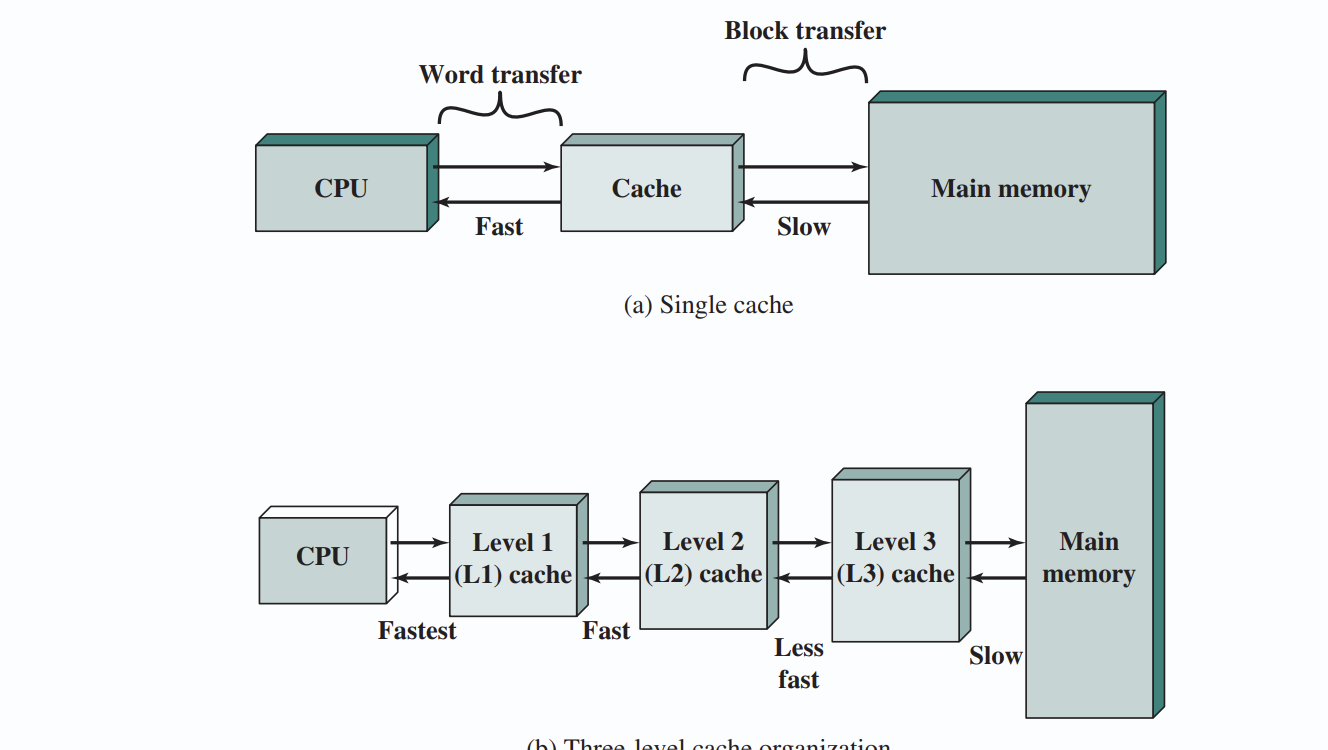 Block transfer
Word transfer
CPU
Cache
Main memory
Fast
Slow
(a) Single cache
CPU
Level 1
(L1) cache
Level 2
(L2) cache
Level 3
(L3) cache
Main
memory
Fastest
Fast
Less
fast
Slow
(b) Three-level cache organization